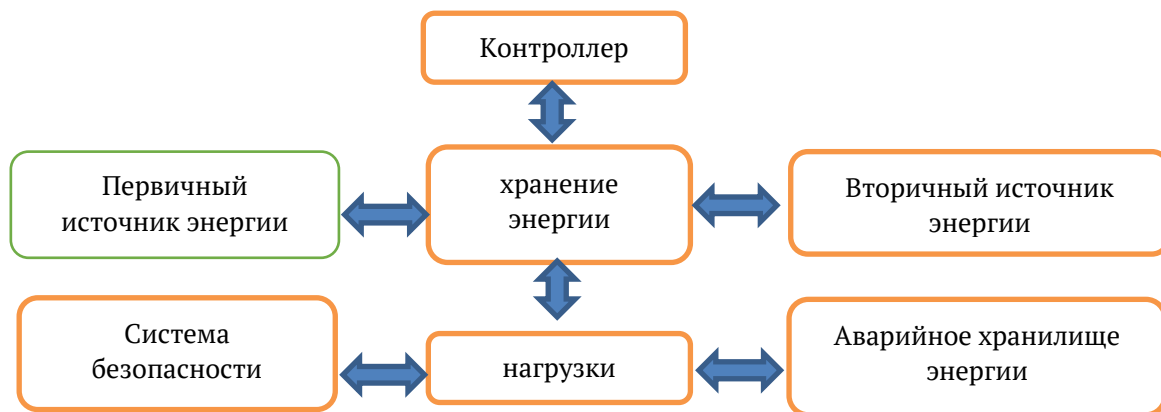 Контроллер
Первичный
источник энергии
хранение
энергии
Вторичный источник
энергии
Система
безопасности
нагрузки
Аварийное хранилище
энергии